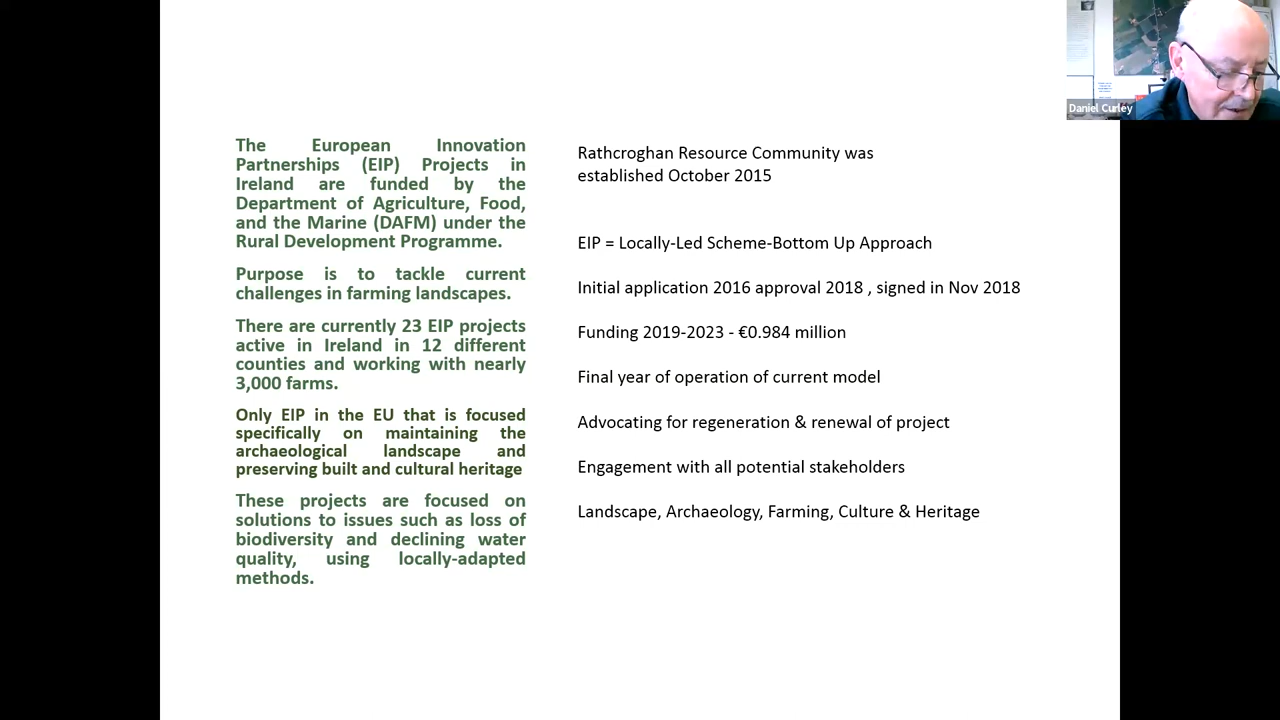 The European Innovation
Partnerships (EIP) Projects in
Ireland are funded by the
Department of Agriculture, Food,
and the Marine (DAFM) under the
Rural Development Programme.
Purpose is to tackle current
challenges in farming landscapes.
There are currently 23 EIP projects
active in Ireland in 12 different
counties and working with nearly
3,000 farms.
Only EIP in the EU that is focused
specifically on maintaining the
archaeological landscape and
preserving built and cultural heritage
These projects are focused on
solutions to issues such as loss of
biodiversity and declining water
quality, using locally-adapted
methods.
Rathcroghan Resource Community was
established October 2015
EIP = Locally-Led Scheme-Bottom Up Approach
Initial application 2016 approval 2018 , signed in Nov 2018
Funding 2019-2023 - €0.984 million
Final year of operation of current model
Advocating for regeneration & renewal of project
Engagement with all potential stakeholders
Landscape, Archaeology, Farming, Culture & Heritage
Daniel Curley